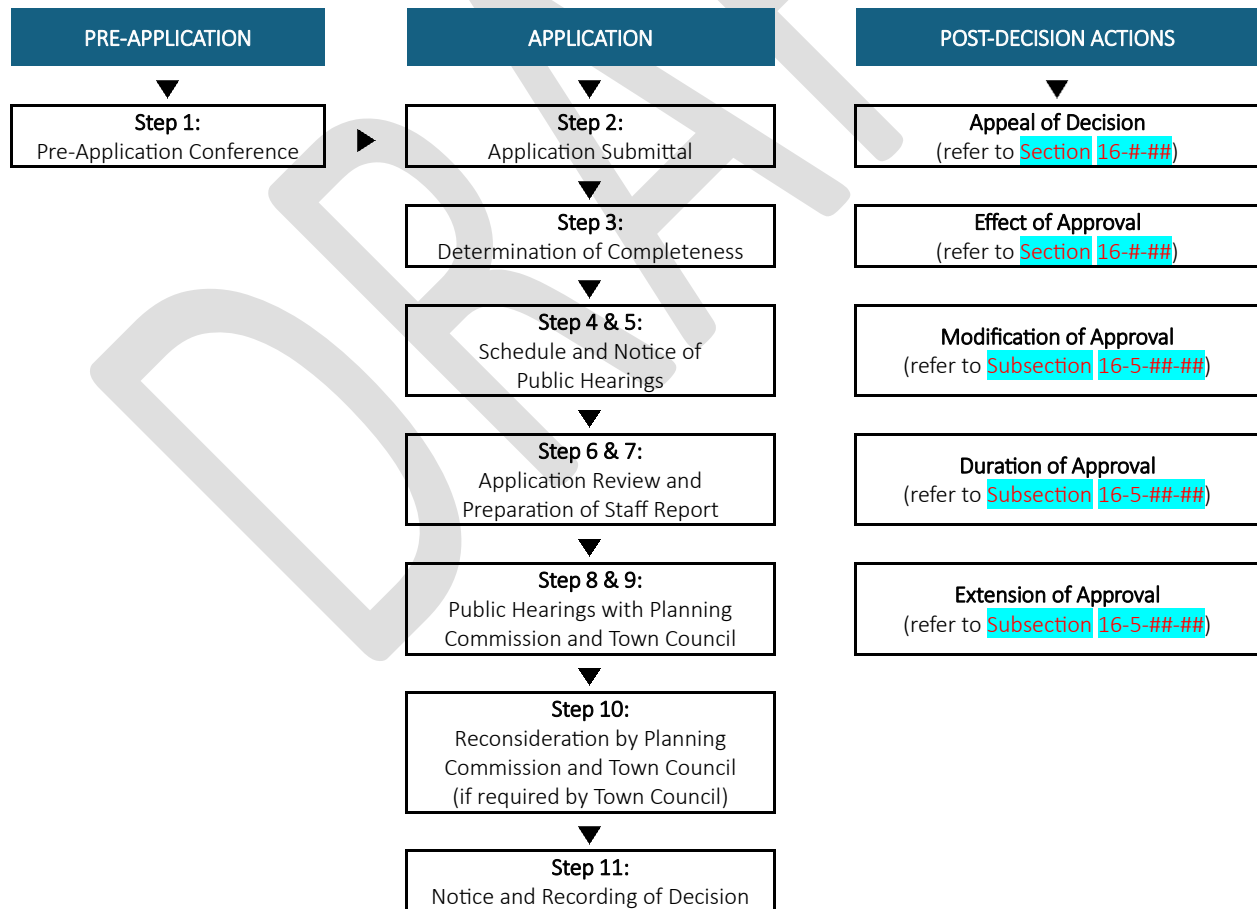 PRE-APPLICATION
Step 1:
Pre-Application Conference
APPLICATION
Step 2:
Application Submittal
Step 3:
Determination of Completeness
Step 4 & 5:
Schedule and Notice of
Public Hearings
Step 6 & 7:
Application Review and
Preparation of Staff Report
Step 8 & 9:
Public Hearings with Planning
Commission and Town Council
Step 10:
Reconsideration by Planning
Commission and Town Council
(if required by Town Council)
Step 11:
Notice and Recording of Decision
POST-DECISION ACTIONS
Appeal of Decision
(refer to Section 16-#-##)
Effect of Approval
(refer to Section 16-#-##)
Modification of Approval
(refer to Subsection 16-5-##-##)
Duration of Approval
(refer to Subsection 16-5-##-##)
Extension of Approval
(refer to Subsection 16-5-##-##)
DRA